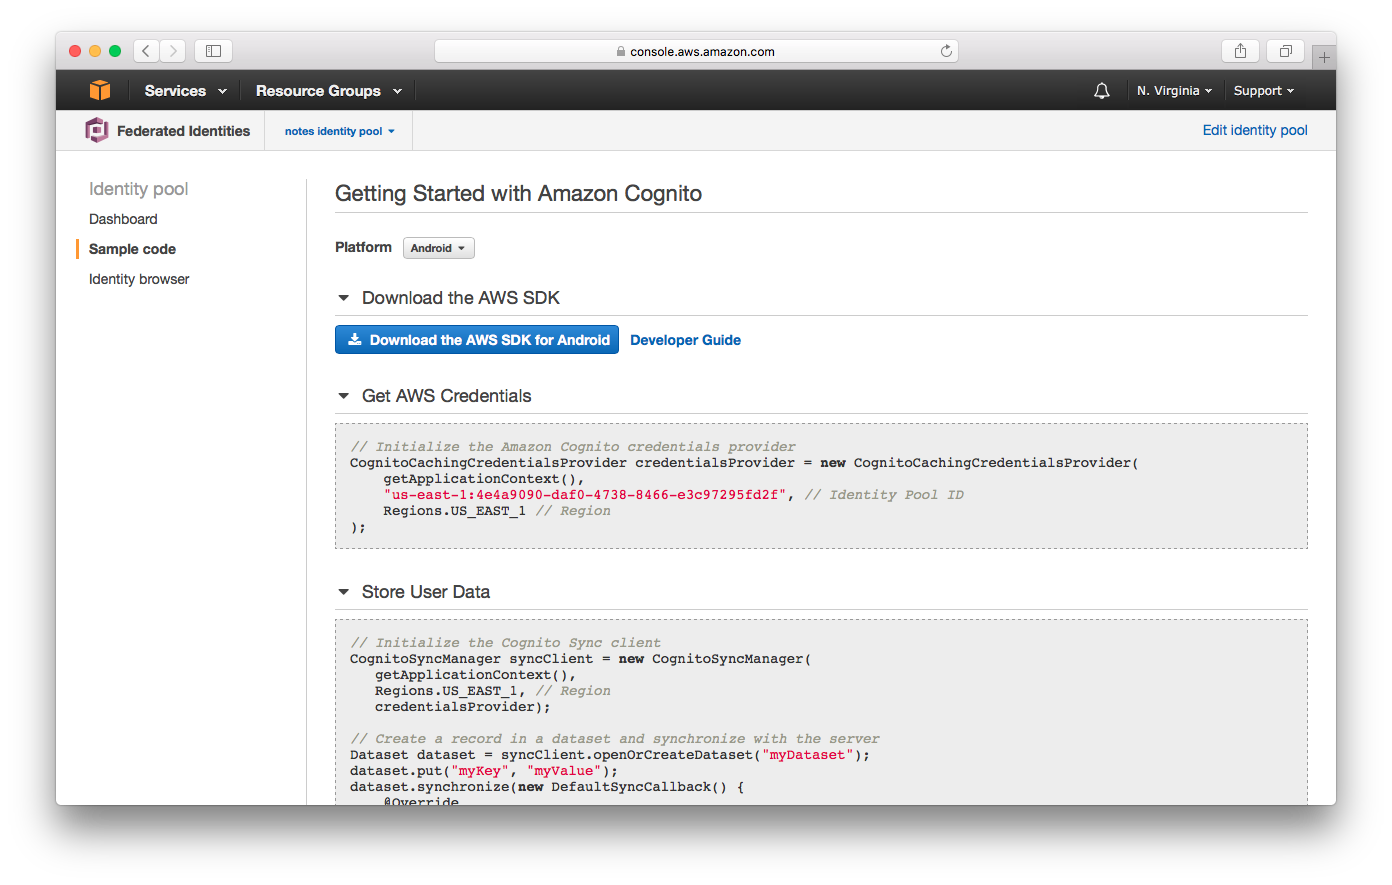 console.aws.amazon.com
Services
Resource Groups
N. Virginia
Support
Federated Identities
notes identity pool
Edit identity pool
Identity pool
Dashboard
Sample code
Identity browser
Getting Started with Amazon Cognito
Platform
Android
Download the AWS SDK
Download the AWS SDK for Android
Developer Guide
Get AWS Credentials
// Initialize the Amazon Cognito credentials provider
CognitoCachingCredentialsProvider credentialsProvider = new CognitoCachingCredentialsProvider(
    getApplicationContext(),
    "us-east-1:4e4a9090-daf0-4738-8466-e3c97295fd2f", // Identity Pool ID
    Regions.US_EAST_1 // Region
);
Store User Data
// Initialize the Cognito Sync client
CognitoSyncManager syncClient = new CognitoSyncManager(
   getApplicationContext(),
   Regions.US_EAST_1, // Region
   credentialsProvider);
// Create a record in a dataset and synchronize with the server
Dataset dataset = syncClient.openOrCreateDataset("myDataset");
dataset.put("myKey", "myValue");
dataset.synchronize(new DefaultSyncCallback() {
    @Override